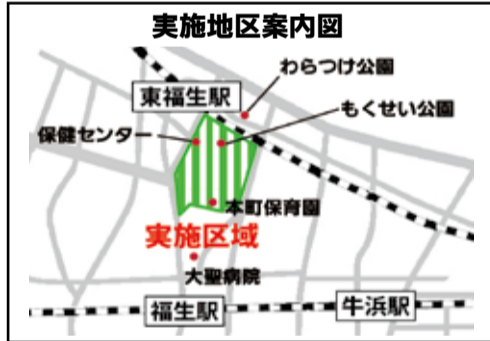 実施地区案内図
わらつけ公園
東福生駅
もくせい公園
保健センター
本町保育園
実施区域
大聖病院
福生駅
牛浜駅